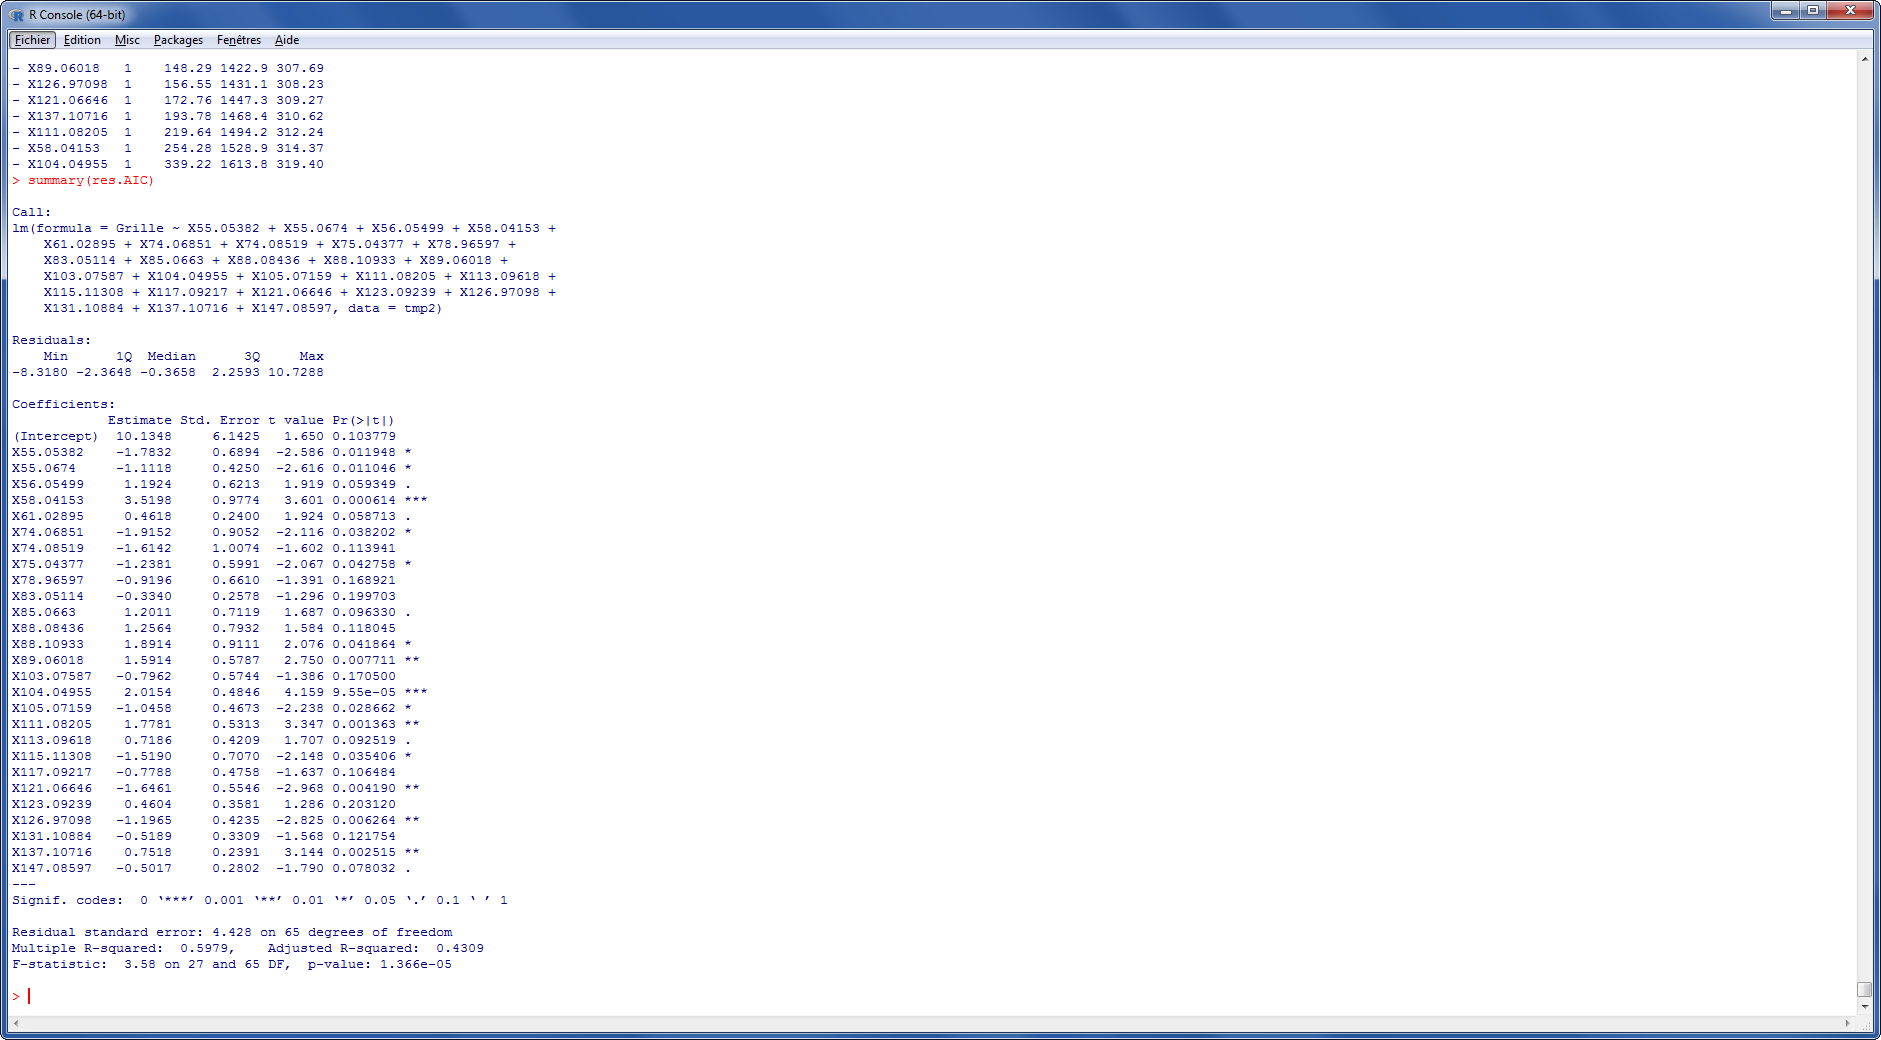 R Console (64-bit)
Fichier Edition Misc Packages Fenêtres Aide
- X89.06018   1    148.29 1422.9 307.69
- X126.97098  1    156.55 1431.1 308.23
- X121.06646  1    172.76 1447.3 309.27
- X137.10716  1    193.78 1468.4 310.62
- X111.08205  1    219.64 1494.2 312.24
- X58.04153   1    254.28 1528.9 314.37
- X104.04955  1    339.22 1613.8 319.40
> summary(res.AIC)
Call:
lm(formula = Grille ~ X55.05382 + X55.0674 + X56.05499 + X58.04153 +
    X61.02895 + X74.06851 + X74.08519 + X75.04377 + X78.96597 +
    X83.05114 + X85.0663 + X88.08436 + X88.10933 + X89.06018 +
    X103.07587 + X104.04955 + X105.07159 + X111.08205 + X113.09618 +
    X115.11308 + X117.09217 + X121.06646 + X123.09239 + X126.97098 +
    X131.10884 + X137.10716 + X147.08597, data = tmp2)
Residuals:
    Min      1Q  Median      3Q     Max
-8.3180 -2.3648 -0.3658  2.2593 10.7288
Coefficients:
            Estimate Std. Error t value Pr(>|t|)
(Intercept)  10.1348     6.1425   1.650 0.103779
X55.05382    -1.7832     0.6894  -2.586 0.011948 *
X55.0674     -1.1118     0.4250  -2.616 0.011046 *
X56.05499     1.1924     0.6213   1.919 0.059349 .
X58.04153     3.5198     0.9774   3.601 0.000614 ***
X61.02895     0.4618     0.2400   1.924 0.058713 .
X74.06851    -1.9152     0.9052  -2.116 0.038202 *
X74.08519    -1.6142     1.0074  -1.602 0.113941
X75.04377    -1.2381     0.5991  -2.067 0.042758 *
X78.96597    -0.9196     0.6610  -1.391 0.168921
X83.05114    -0.3340     0.2578  -1.296 0.199703
X85.0663      1.2011     0.7119   1.687 0.096330 .
X88.08436     1.2564     0.7932   1.584 0.118045
X88.10933     1.8914     0.9111   2.076 0.041864 *
X89.06018     1.5914     0.5787   2.750 0.007711 **
X103.07587   -0.7962     0.5744  -1.386 0.170500
X104.04955    2.0154     0.4846   4.159 9.55e-05 ***
X105.07159   -1.0458     0.4673  -2.238 0.028662 *
X111.08205    1.7781     0.5313   3.347 0.001363 **
X113.09618    0.7186     0.4209   1.707 0.092519 .
X115.11308   -1.5190     0.7070  -2.148 0.035406 *
X117.09217   -0.7788     0.4758  -1.637 0.106484
X121.06646   -1.6461     0.5546  -2.968 0.004190 **
X123.09239    0.4604     0.3581   1.286 0.203120
X126.97098   -1.1965     0.4235  -2.825 0.006264 **
X131.10884   -0.5189     0.3309  -1.568 0.121754
X137.10716    0.7518     0.2391   3.144 0.002515 **
X147.08597   -0.5017     0.2802  -1.790 0.078032 .
---
Signif. codes:  0 ‘***’ 0.001 ‘**’ 0.01 ‘*’ 0.05 ‘.’ 0.1 ‘ ’ 1
Residual standard error: 4.428 on 65 degrees of freedom
Multiple R-squared:  0.5979,    Adjusted R-squared:  0.4309
F-statistic:  3.58 on 27 and 65 DF,  p-value: 1.366e-05
>